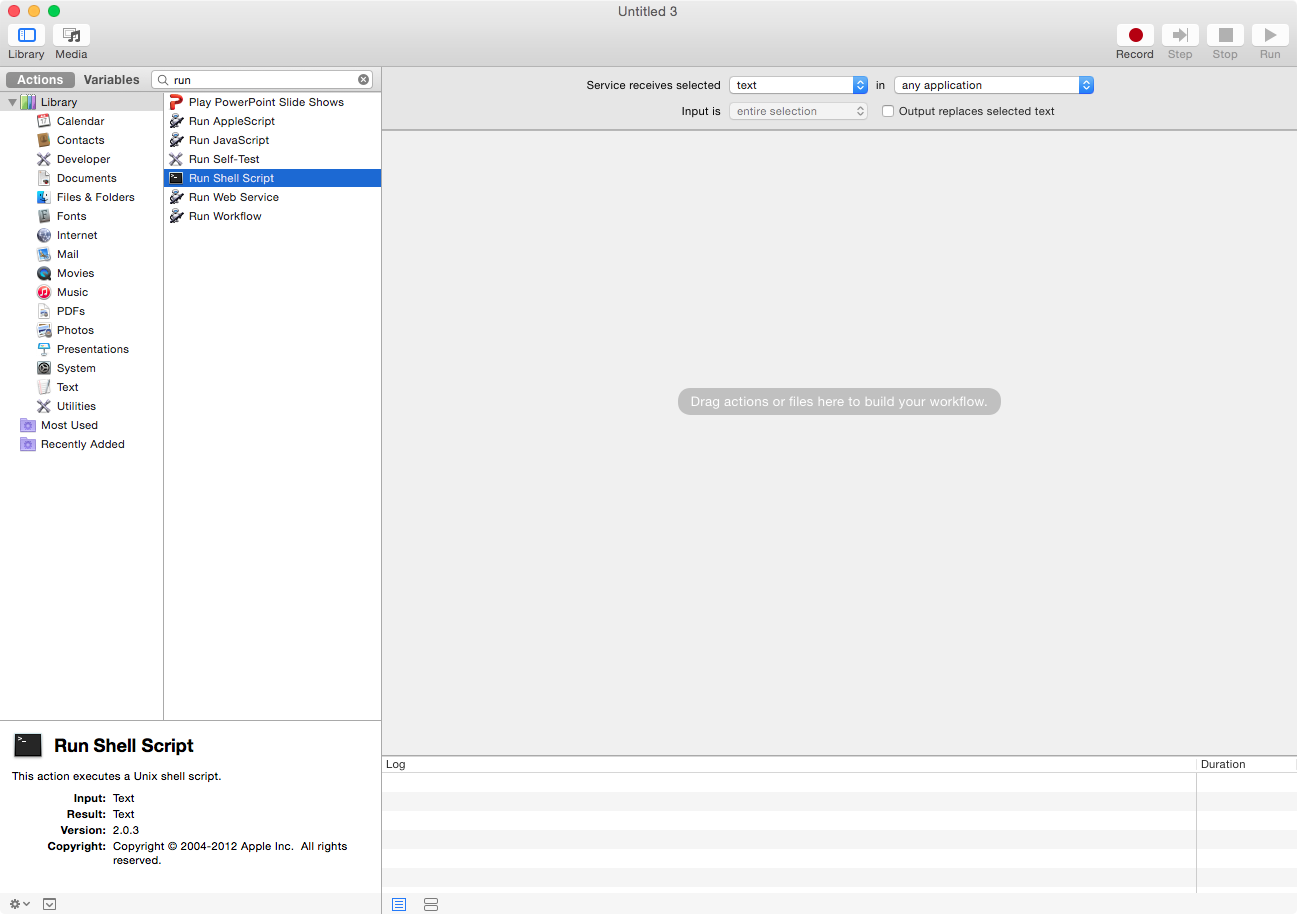 Untitled 3
Library Media
Record Step Stop Run
Actions Variables run
Service receives selected text in any application
Input is entire selection Output replaces selected text
Library
Calendar
Contacts
Developer
Documents
Files & Folders
Fonts
Internet
Mail
Movies
Music
PDFs
Photos
Presentations
System
Text
Utilities
Most Used
Recently Added
Play PowerPoint Slide Shows
Run AppleScript
Run JavaScript
Run Self-Test
Run Shell Script
Run Web Service
Run Workflow
Drag actions or files here to build your workflow.
Run Shell Script
This action executes a Unix shell script.
Input: Text
Result: Text
Version: 2.0.3
Copyright: Copyright © 2004-2012 Apple Inc. All rights
reserved.
Log Duration